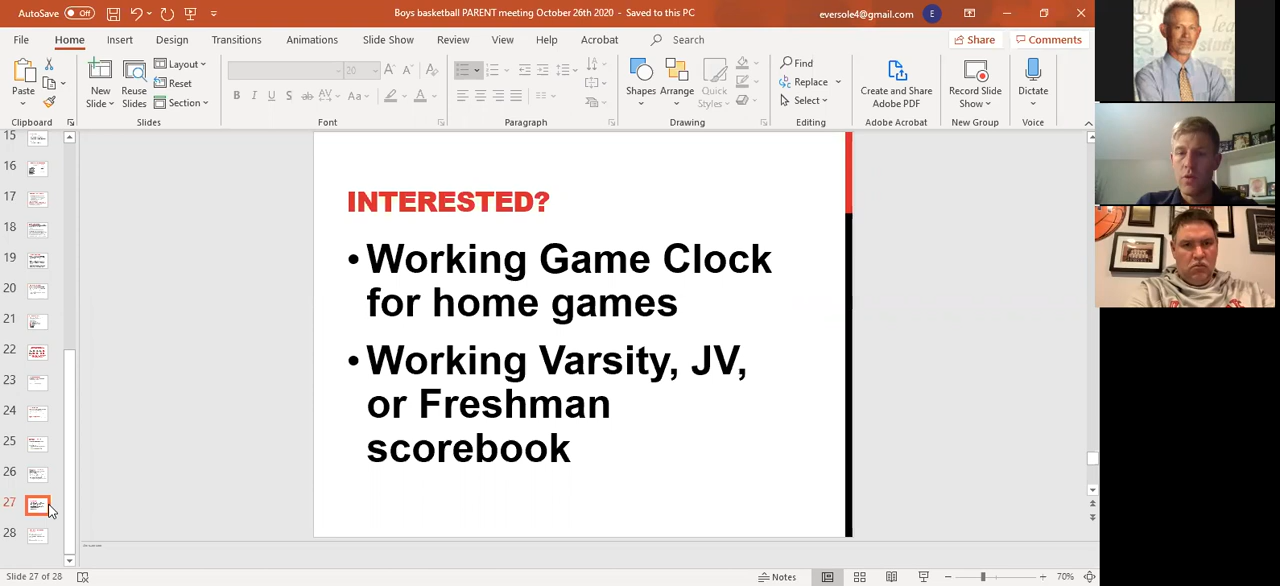 AutoSave Off Boys basketball PARENT meeting October 26th 2020 - Saved to this PC eversole4@gmail.com E
File Home Insert Design Transitions Animations Slide Show Review View Help Acrobat Search Share Comments
Paste New Slide Reuse Slides Layout Reset Section 20 Shapes Arrange Quick Styles Find Replace Select Create and Share Adobe PDF Record Slide Show Dictate
Clipboard Slides Font Paragraph Drawing Editing Adobe Acrobat New Group Voice
15
16
17
18
19
20
21
22
23
24
25
26
27
28
INTERESTED?
• Working Game Clock
for home games
• Working Varsity, JV,
or Freshman
scorebook
Slide 27 of 28 Notes 70%